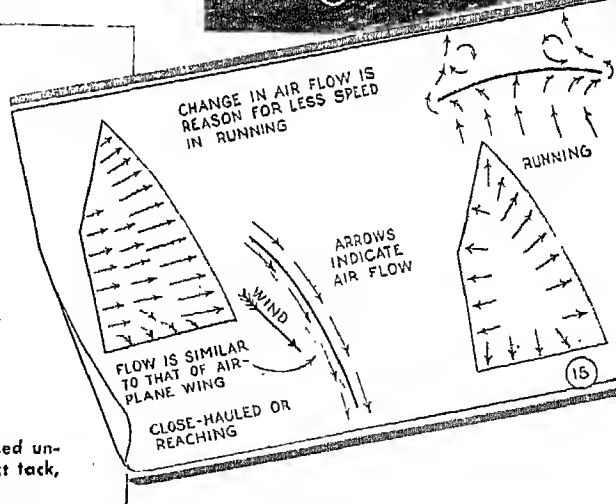 CHANGE IN AIR FLOW IS
REASON FOR LESS SPEED
IN RUNNING
RUNNING
ARROWS
INDICATE
AIR FLOW
WIND
FLOW IS SIMILAR
TO THAT OF AIR-
PLANE WING
CLOSE-HAULED OR
REACHING
15
ed un-
t tack,